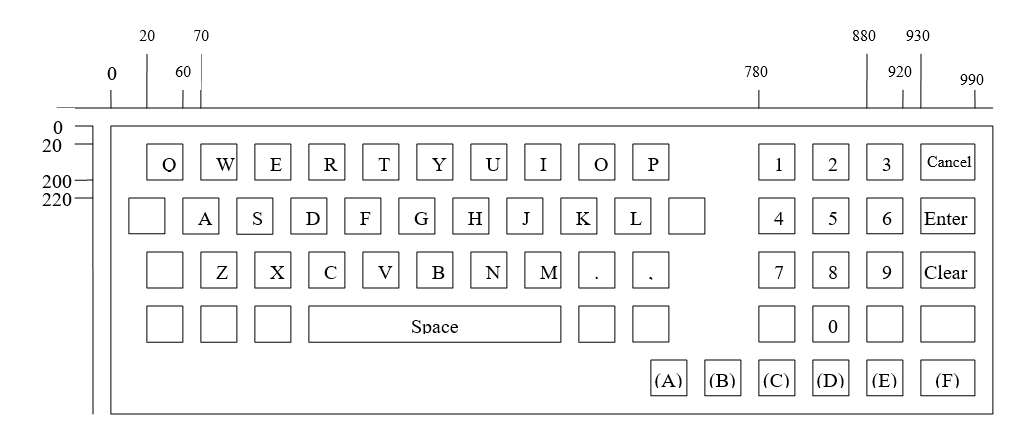 20 70 880 930
0 60 780 920 990
0
20
200
220
Q W E R T Y U I O P 1 2 3 Cancel
A S D F G H J K L 4 5 6 Enter
Z X C V B N M . , 7 8 9 Clear
Space 0
(A) (B) (C) (D) (E) (F)